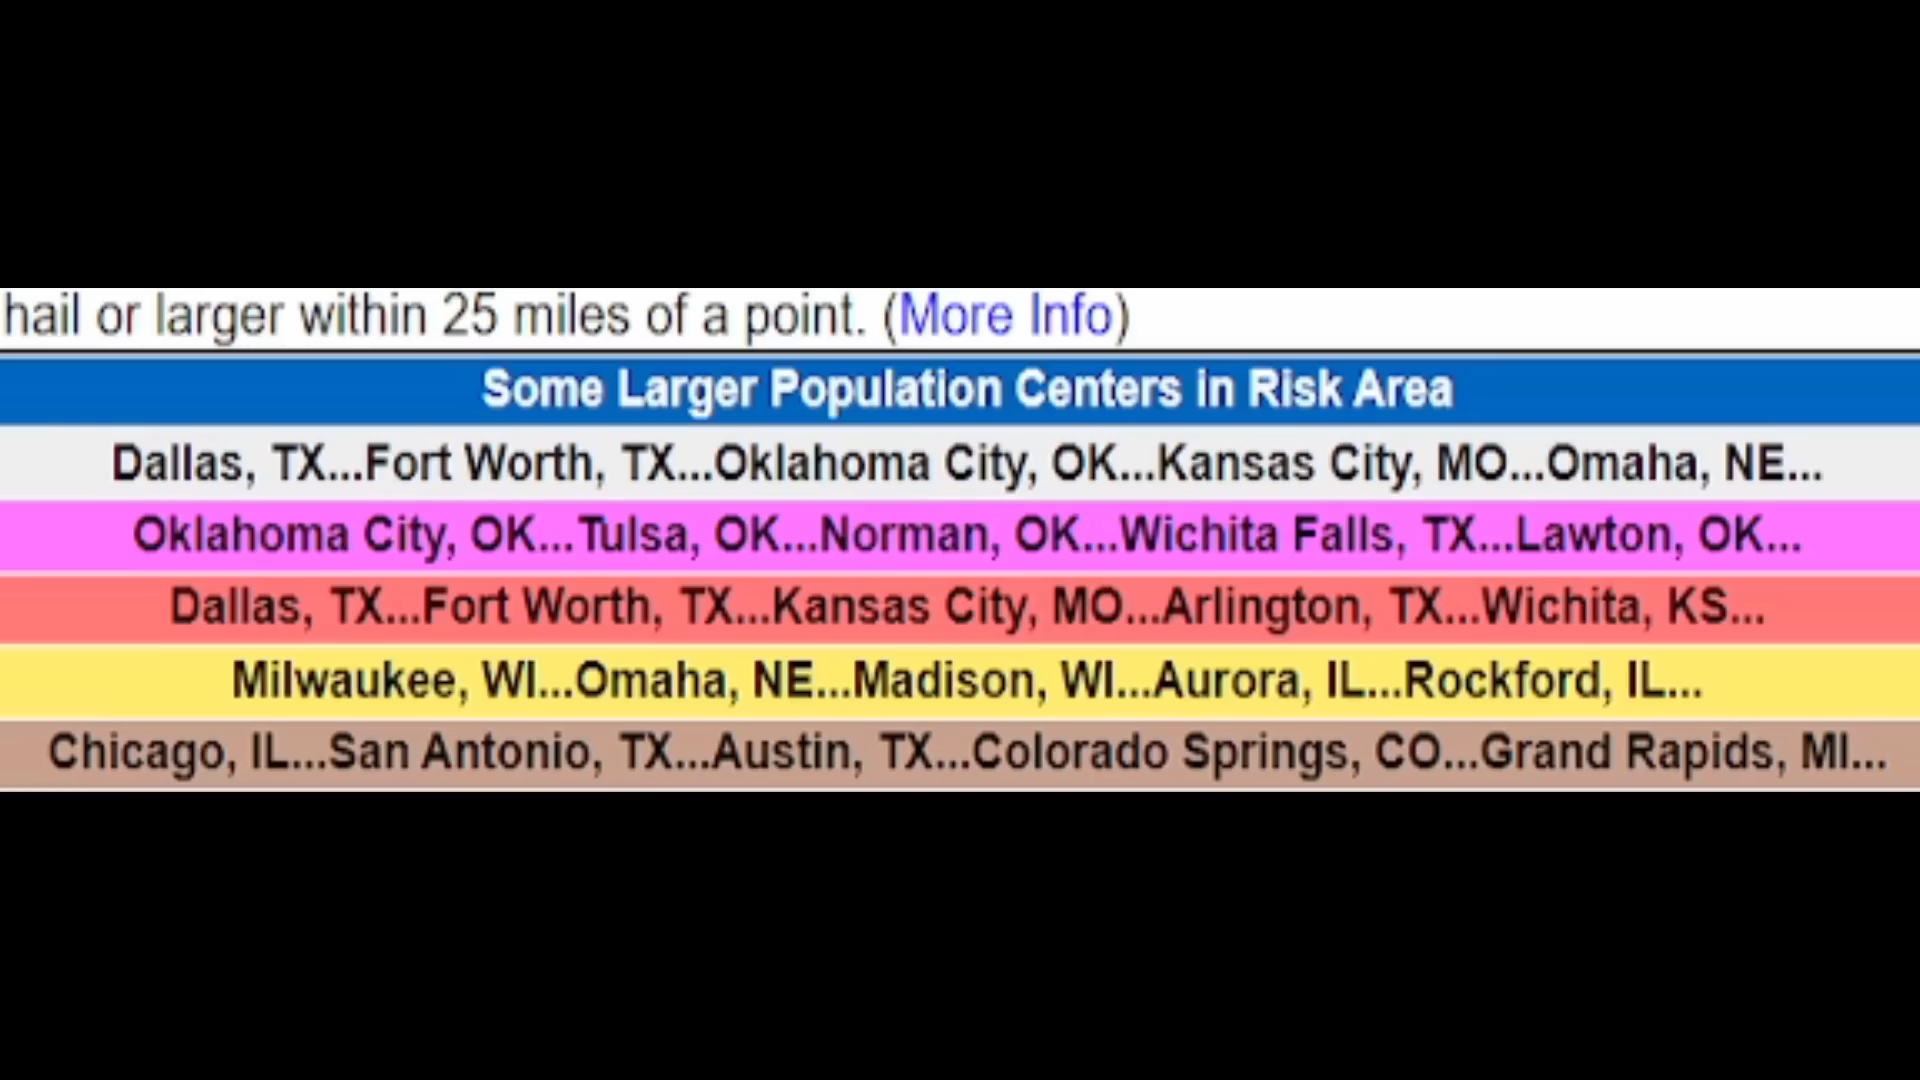 hail or larger within 25 miles of a point. (More Info)
Some Larger Population Centers in Risk Area
Dallas, TX...Fort Worth, TX...Oklahoma City, OK...Kansas City, MO...Omaha, NE...
Oklahoma City, OK...Tulsa, OK...Norman, OK...Wichita Falls, TX...Lawton, OK...
Dallas, TX...Fort Worth, TX...Kansas City, MO...Arlington, TX...Wichita, KS...
Milwaukee, WI...Omaha, NE...Madison, WI...Aurora, IL...Rockford, IL...
Chicago, IL...San Antonio, TX...Austin, TX...Colorado Springs, CO...Grand Rapids, MI...